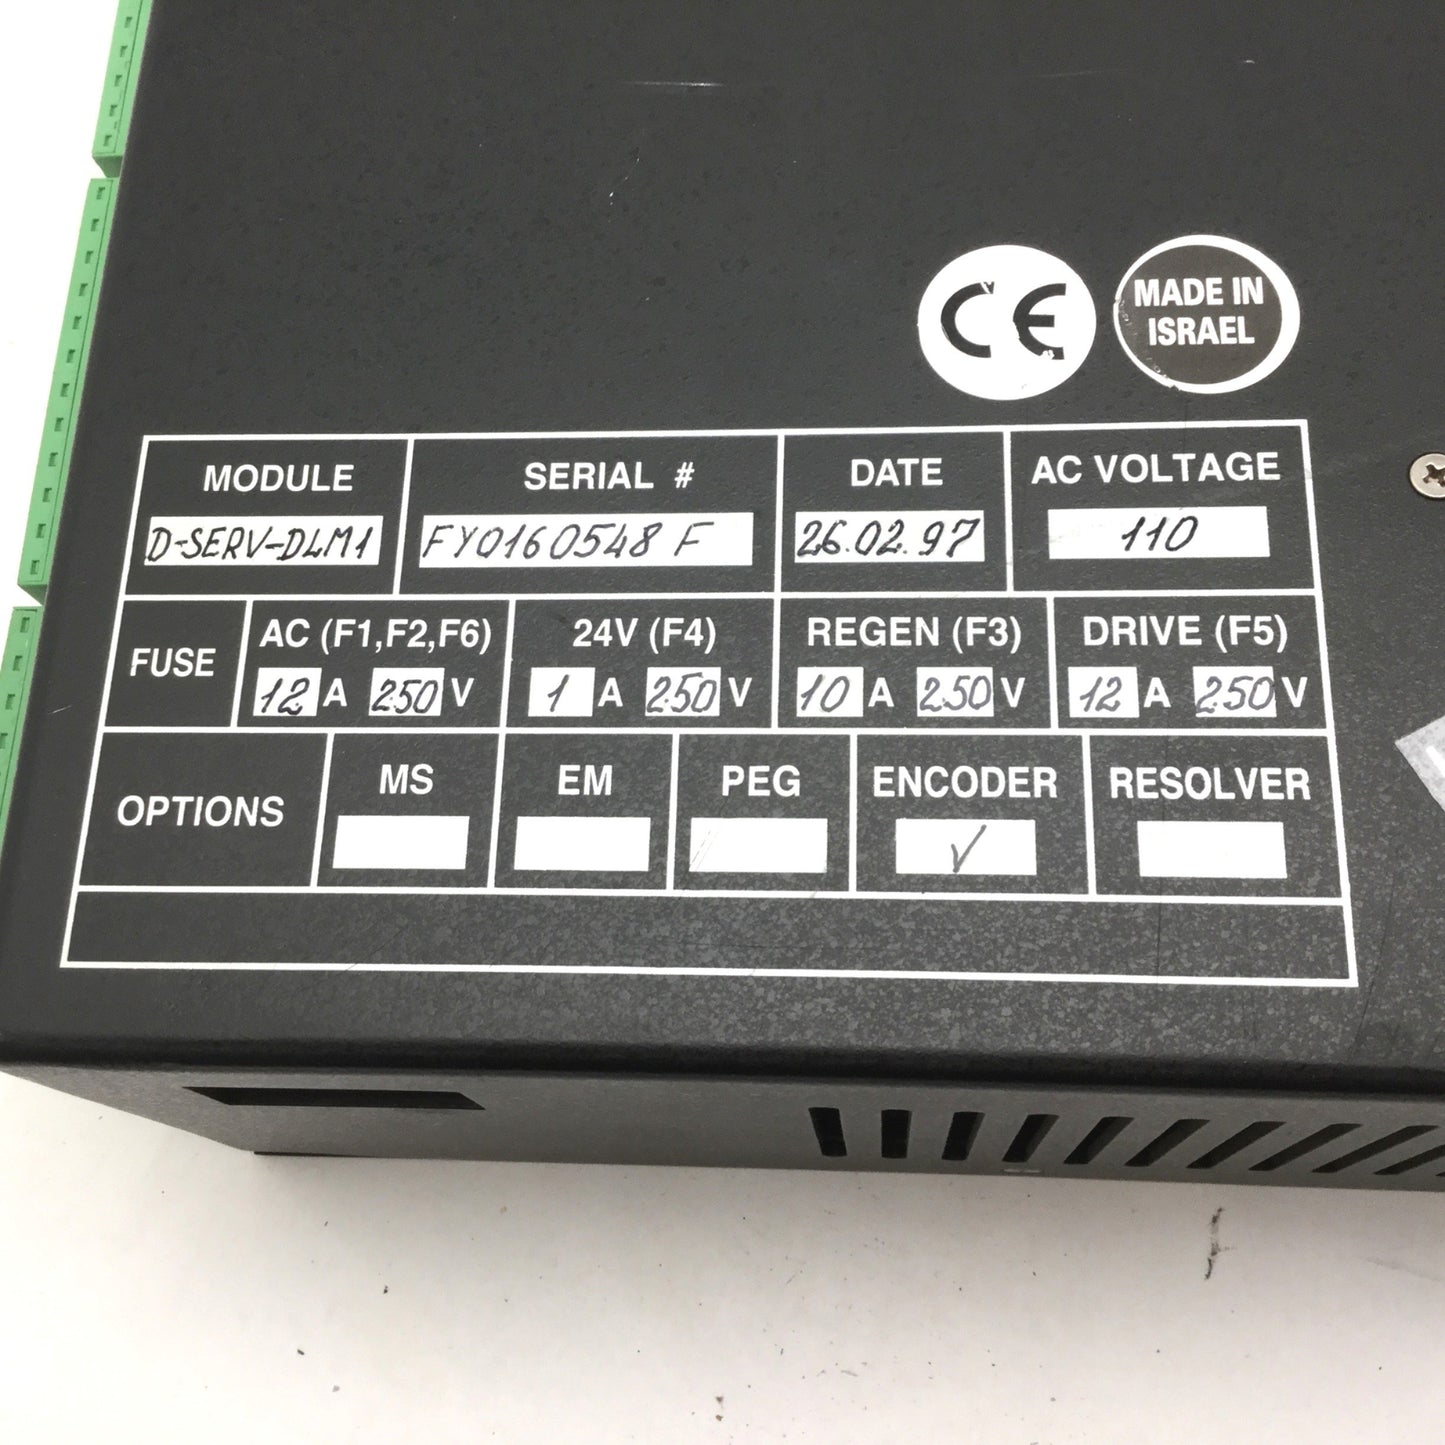 CE
MADE IN
ISRAEL
MODULE SERIAL # DATE AC VOLTAGE
D-SERV-DLM1 FY0160548 F 26.02.97 110
FUSE AC (F1,F2,F6) 24V (F4) REGEN (F3) DRIVE (F5)
12 A 250 V 1 A 250 V 10 A 250 V 12 A 250 V
OPTIONS MS EM PEG ENCODER RESOLVER
✓